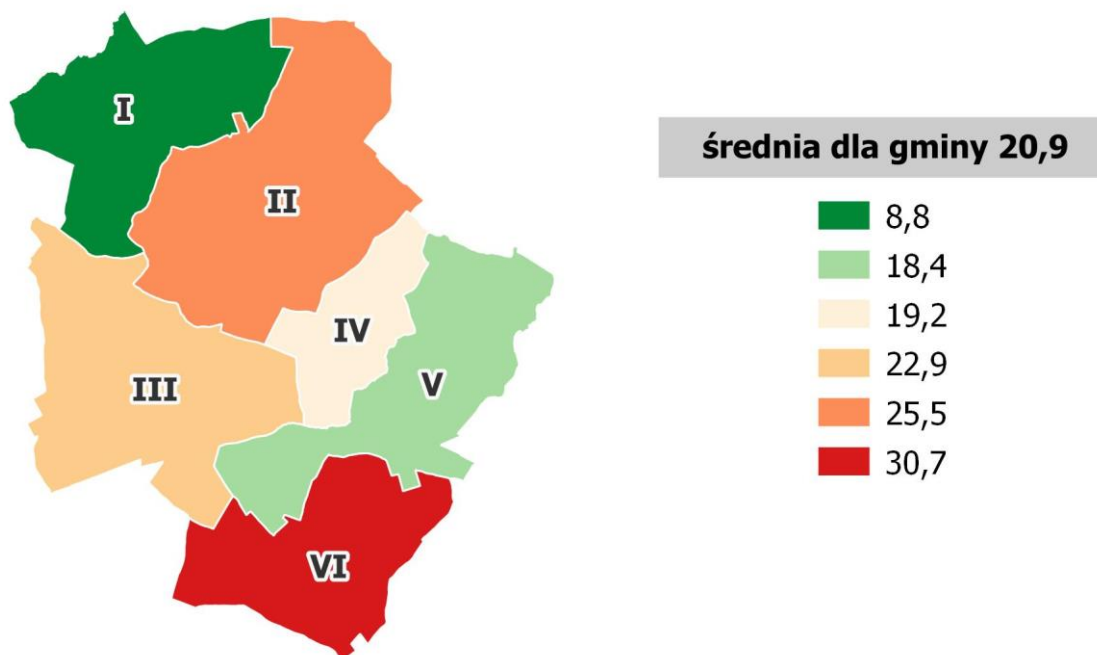 I
II
III
IV
V
VI
średnia dla gminy 20,9
8,8
18,4
19,2
22,9
25,5
30,7